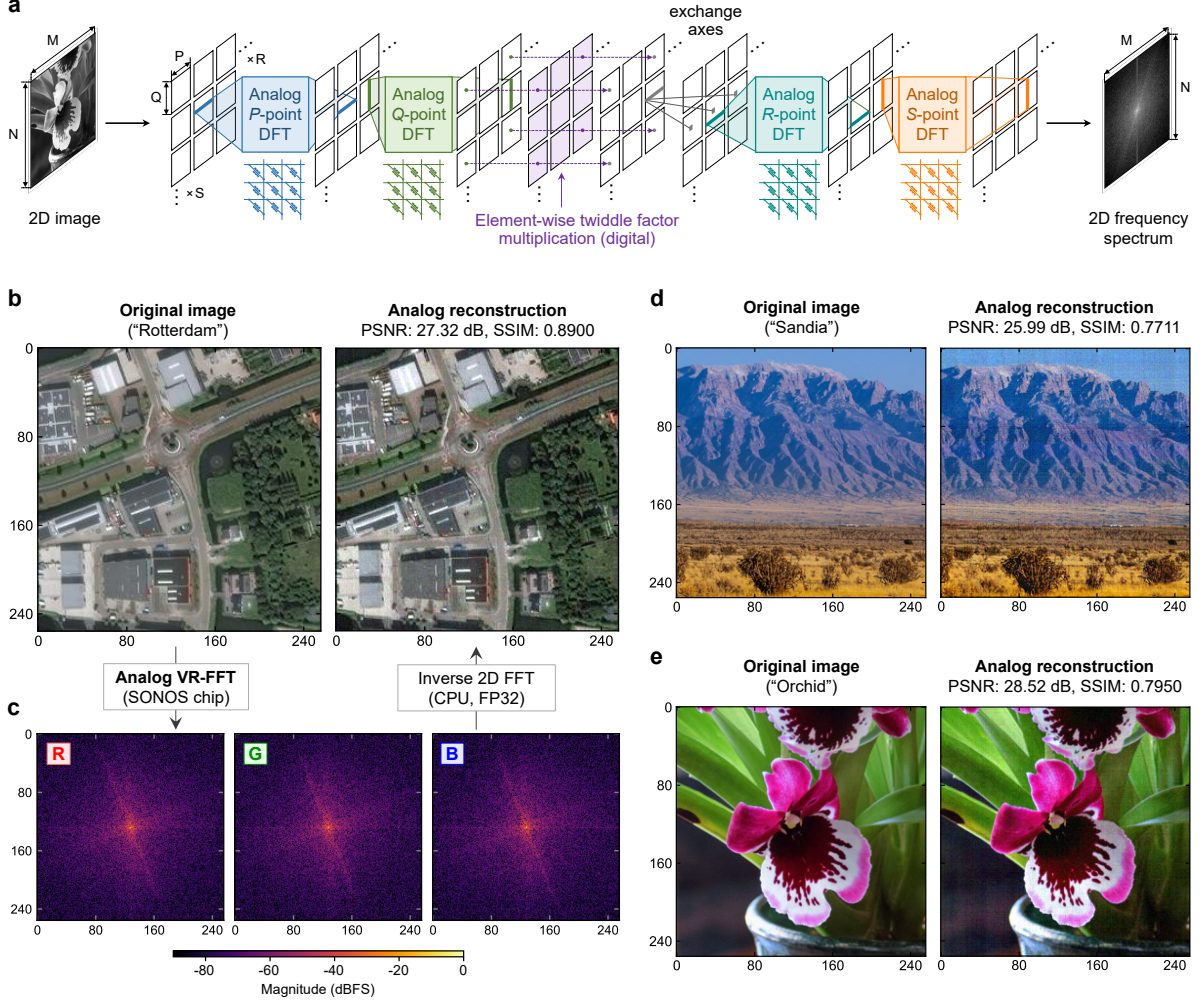 a
exchange
axes
M
P
×R
Q
N
×S
Analog
P-point
DFT
Analog
Q-point
DFT
Analog
R-point
DFT
Analog
S-point
DFT
M
N
2D image
Element-wise twiddle factor
multiplication (digital)
2D frequency
spectrum
b
Original image
(“Rotterdam”)
Analog reconstruction
PSNR: 27.32 dB, SSIM: 0.8900
0
80
160
240
0 80 160 240
0 80 160 240
Analog VR-FFT
(SONOS chip)
Inverse 2D FFT
(CPU, FP32)
c
R
G
B
0
80
160
240
0 80 160 240
0 80 160 240
0 80 160 240
-80 -60 -40 -20 0
Magnitude (dBFS)
d
Original image
(“Sandia”)
Analog reconstruction
PSNR: 25.99 dB, SSIM: 0.7711
0
80
160
240
0 80 160 240
0 80 160 240
e
Original image
(“Orchid”)
Analog reconstruction
PSNR: 28.52 dB, SSIM: 0.7950
0
80
160
240
0 80 160 240
0 80 160 240